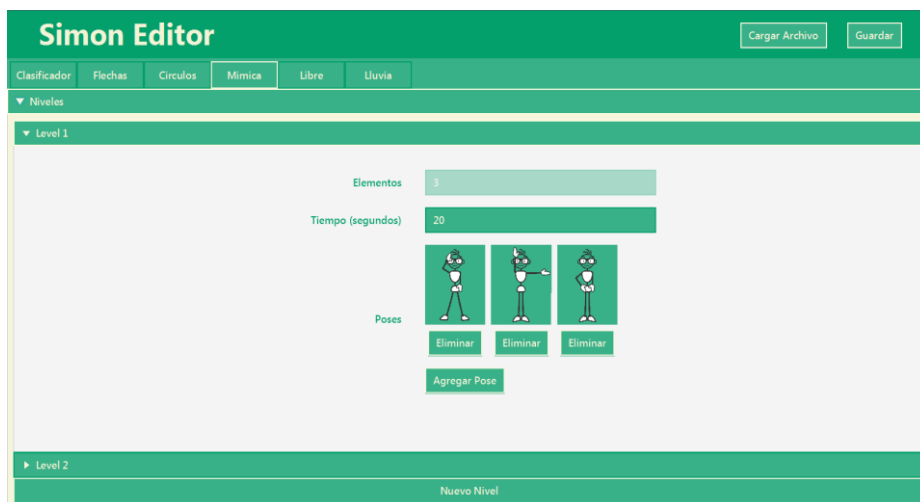 Simon Editor
Cargar Archivo
Guardar
Clasificador
Flechas
Circulos
Mimica
Libre
Lluvia
Niveles
Level 1
Elementos
3
Tiempo (segundos)
20
Poses
Eliminar
Eliminar
Eliminar
Agregar Pose
Level 2
Nuevo Nivel